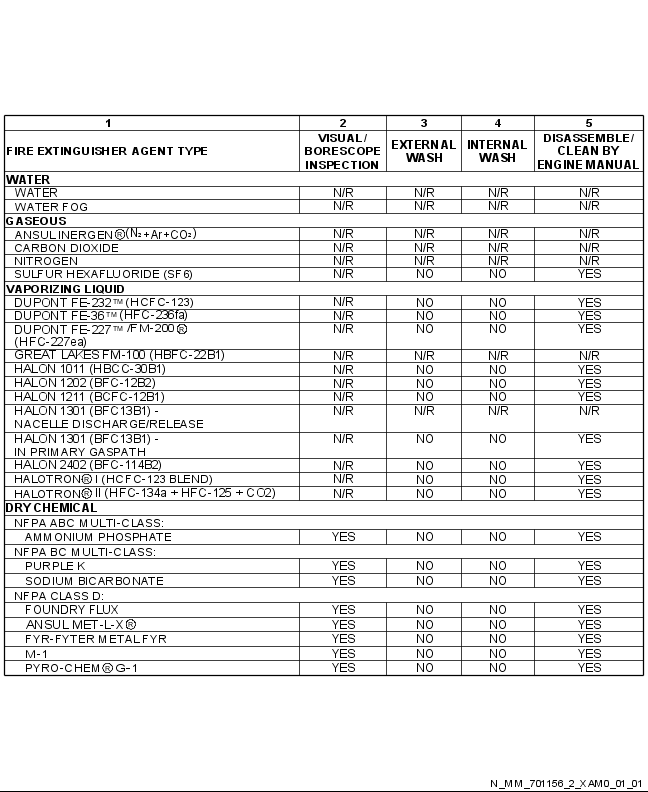 1 2 3 4 5
FIRE EXTINGUISHER AGENT TYPE VISUAL/ BORESCOPE INSPECTION EXTERNAL WASH INTERNAL WASH DISASSEMBLE/ CLEAN BY ENGINE MANUAL
WATER
WATER N/R N/R N/R N/R
WATER FOG N/R N/R N/R N/R
GASEOUS
ANSUL INERGEN®(N₂+Ar+CO₂) N/R N/R N/R N/R
CARBON DIOXIDE N/R N/R N/R N/R
NITROGEN N/R N/R N/R N/R
SULFUR HEXAFLUORIDE (SF6) N/R NO NO YES
VAPORIZING LIQUID
DUPONT FE-232™ (HCFC-123) N/R NO NO YES
DUPONT FE-36™ (HFC-236fa) N/R NO NO YES
DUPONT FE-227™/FM-200® N/R NO NO YES
(HFC-227ea)
GREAT LAKES FM-100 (HBFC-22B1) N/R N/R N/R N/R
HALON 1011 (HBCC-30B1) N/R NO NO YES
HALON 1202 (BFC-12B2) N/R NO NO YES
HALON 1211 (BCFC-12B1) N/R NO NO YES
HALON 1301 (BFC13B1) - N/R N/R N/R N/R
NACELLE DISCHARGE/RELEASE
HALON 1301 (BFC13B1) - N/R NO NO YES
IN PRIMARY GASPATH
HALON 2402 (BFC-114B2) N/R NO NO YES
HALOTRON® I (HCFC-123 BLEND) N/R NO NO YES
HALOTRON® II (HFC-134a + HFC-125 + CO2) N/R NO NO YES
DRY CHEMICAL
NFPA ABC MULTI-CLASS:
AMMONIUM PHOSPHATE YES NO NO YES
NFPA BC MULTI-CLASS:
PURPLE K YES NO NO YES
SODIUM BICARBONATE YES NO NO YES
NFPA CLASS D:
FOUNDRY FLUX YES NO NO YES
ANSUL MET-L-X® YES NO NO YES
FYR-FYTER METAL FYR YES NO NO YES
M-1 YES NO NO YES
PYRO-CHEM® G-1 YES NO NO YES
N_MM_701156_2_XAM0_01_01